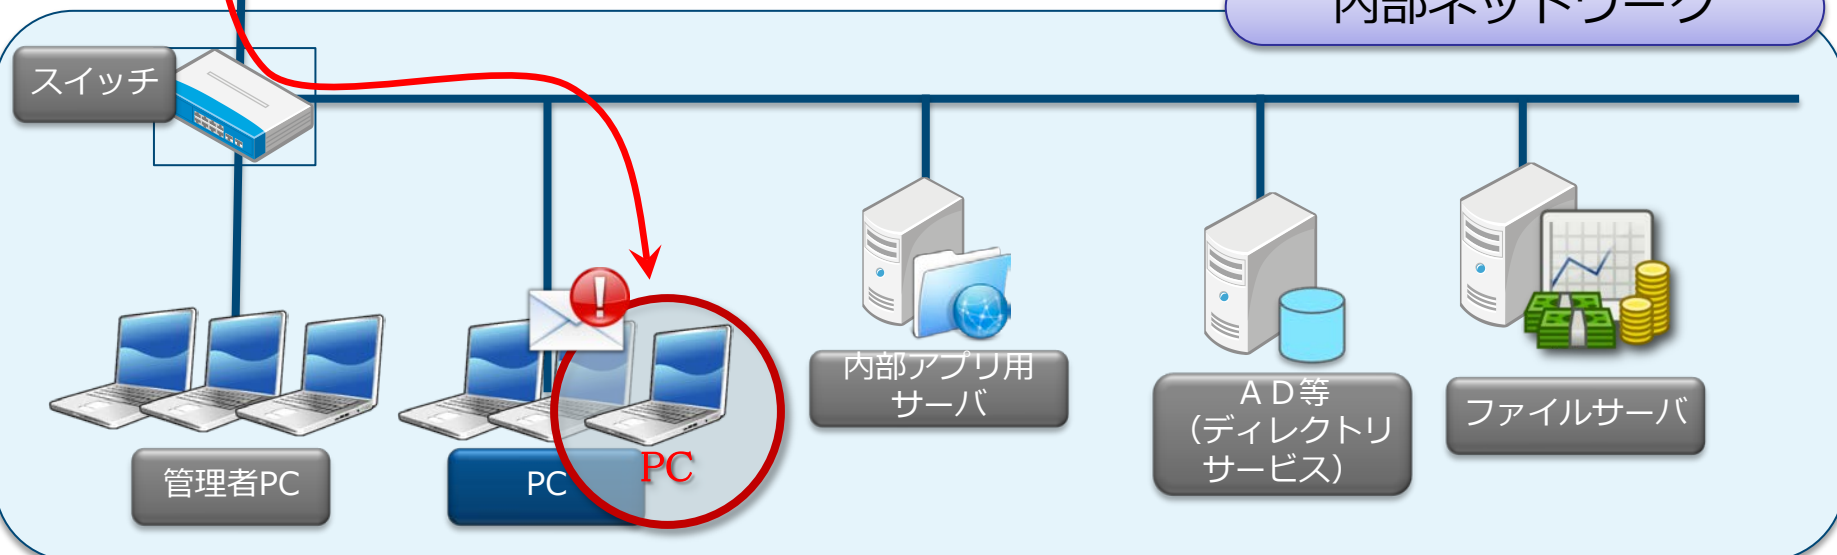 内部ネットワーク
スイッチ
管理者PC
PC
PC
内部アプリ用
サーバ
ＡＤ等
（ディレクトリ
サービス）
ファイルサーバ